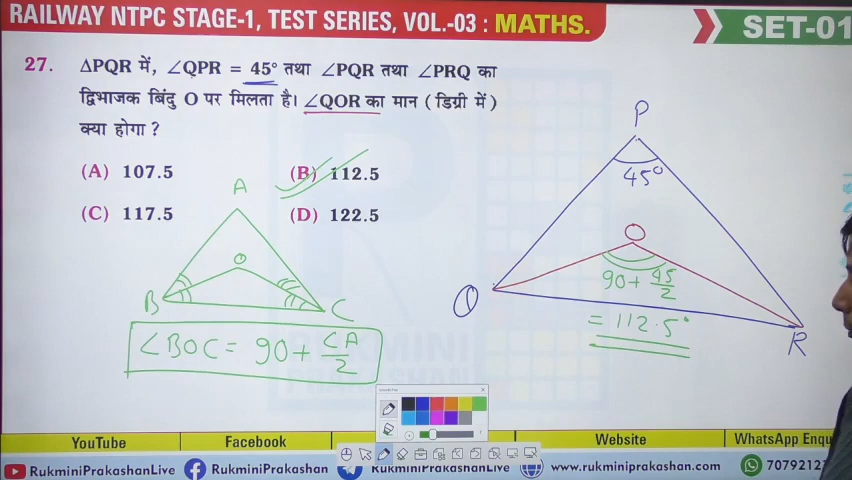 RAILWAY NTPC STAGE-1, TEST SERIES, VOL.-03 : MATHS.
SET-01
27. ΔPQR में, ∠QPR = 45° तथा ∠PQR तथा ∠PRQ का
द्विभाजक बिंदु O पर मिलता है। ∠QOR का मान ( डिग्री में )
क्या होगा ?
(A) 107.5
(B) 112.5
(C) 117.5
(D) 122.5
A
O
B
C
∠BOC = 90 + ∠A/2
P
45°
O
90 + 45/2
= 112.5°
Q
R
YouTube
Facebook
Website
WhatsApp Enqu
RukminiPrakashanLive
RukminiPrakashan
RukminiPrakashanLive
www.rukminiprakashan.com
7079212